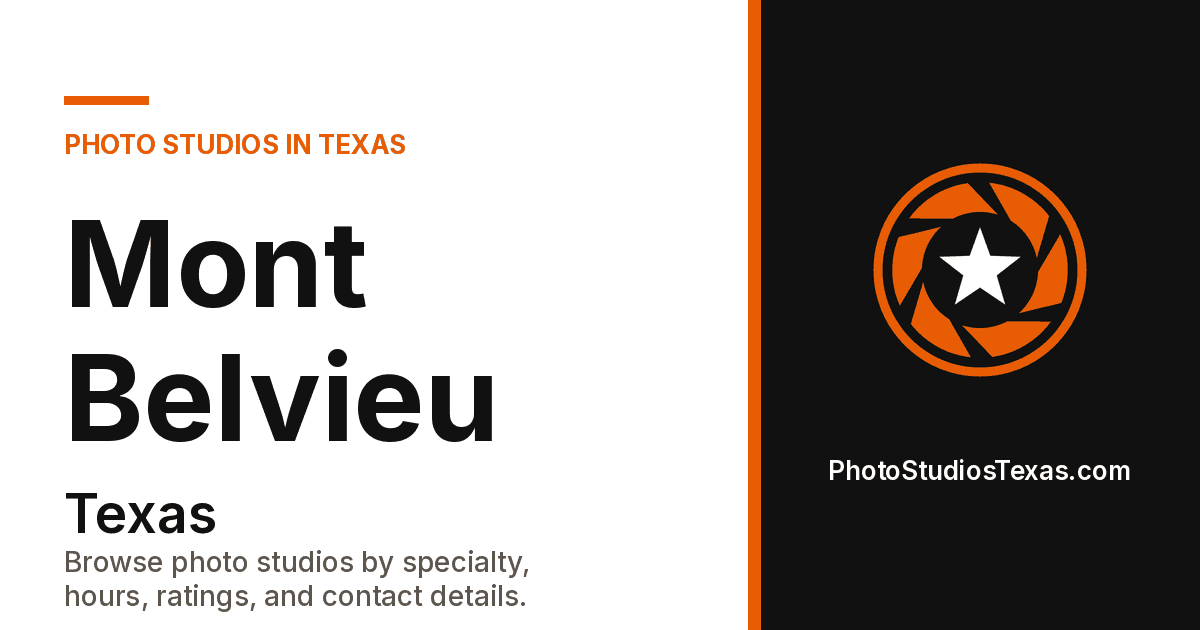 PHOTO STUDIOS IN TEXAS
Mont
Belvieu
Texas
Browse photo studios by specialty,
hours, ratings, and contact details.
PhotoStudiosTexas.com